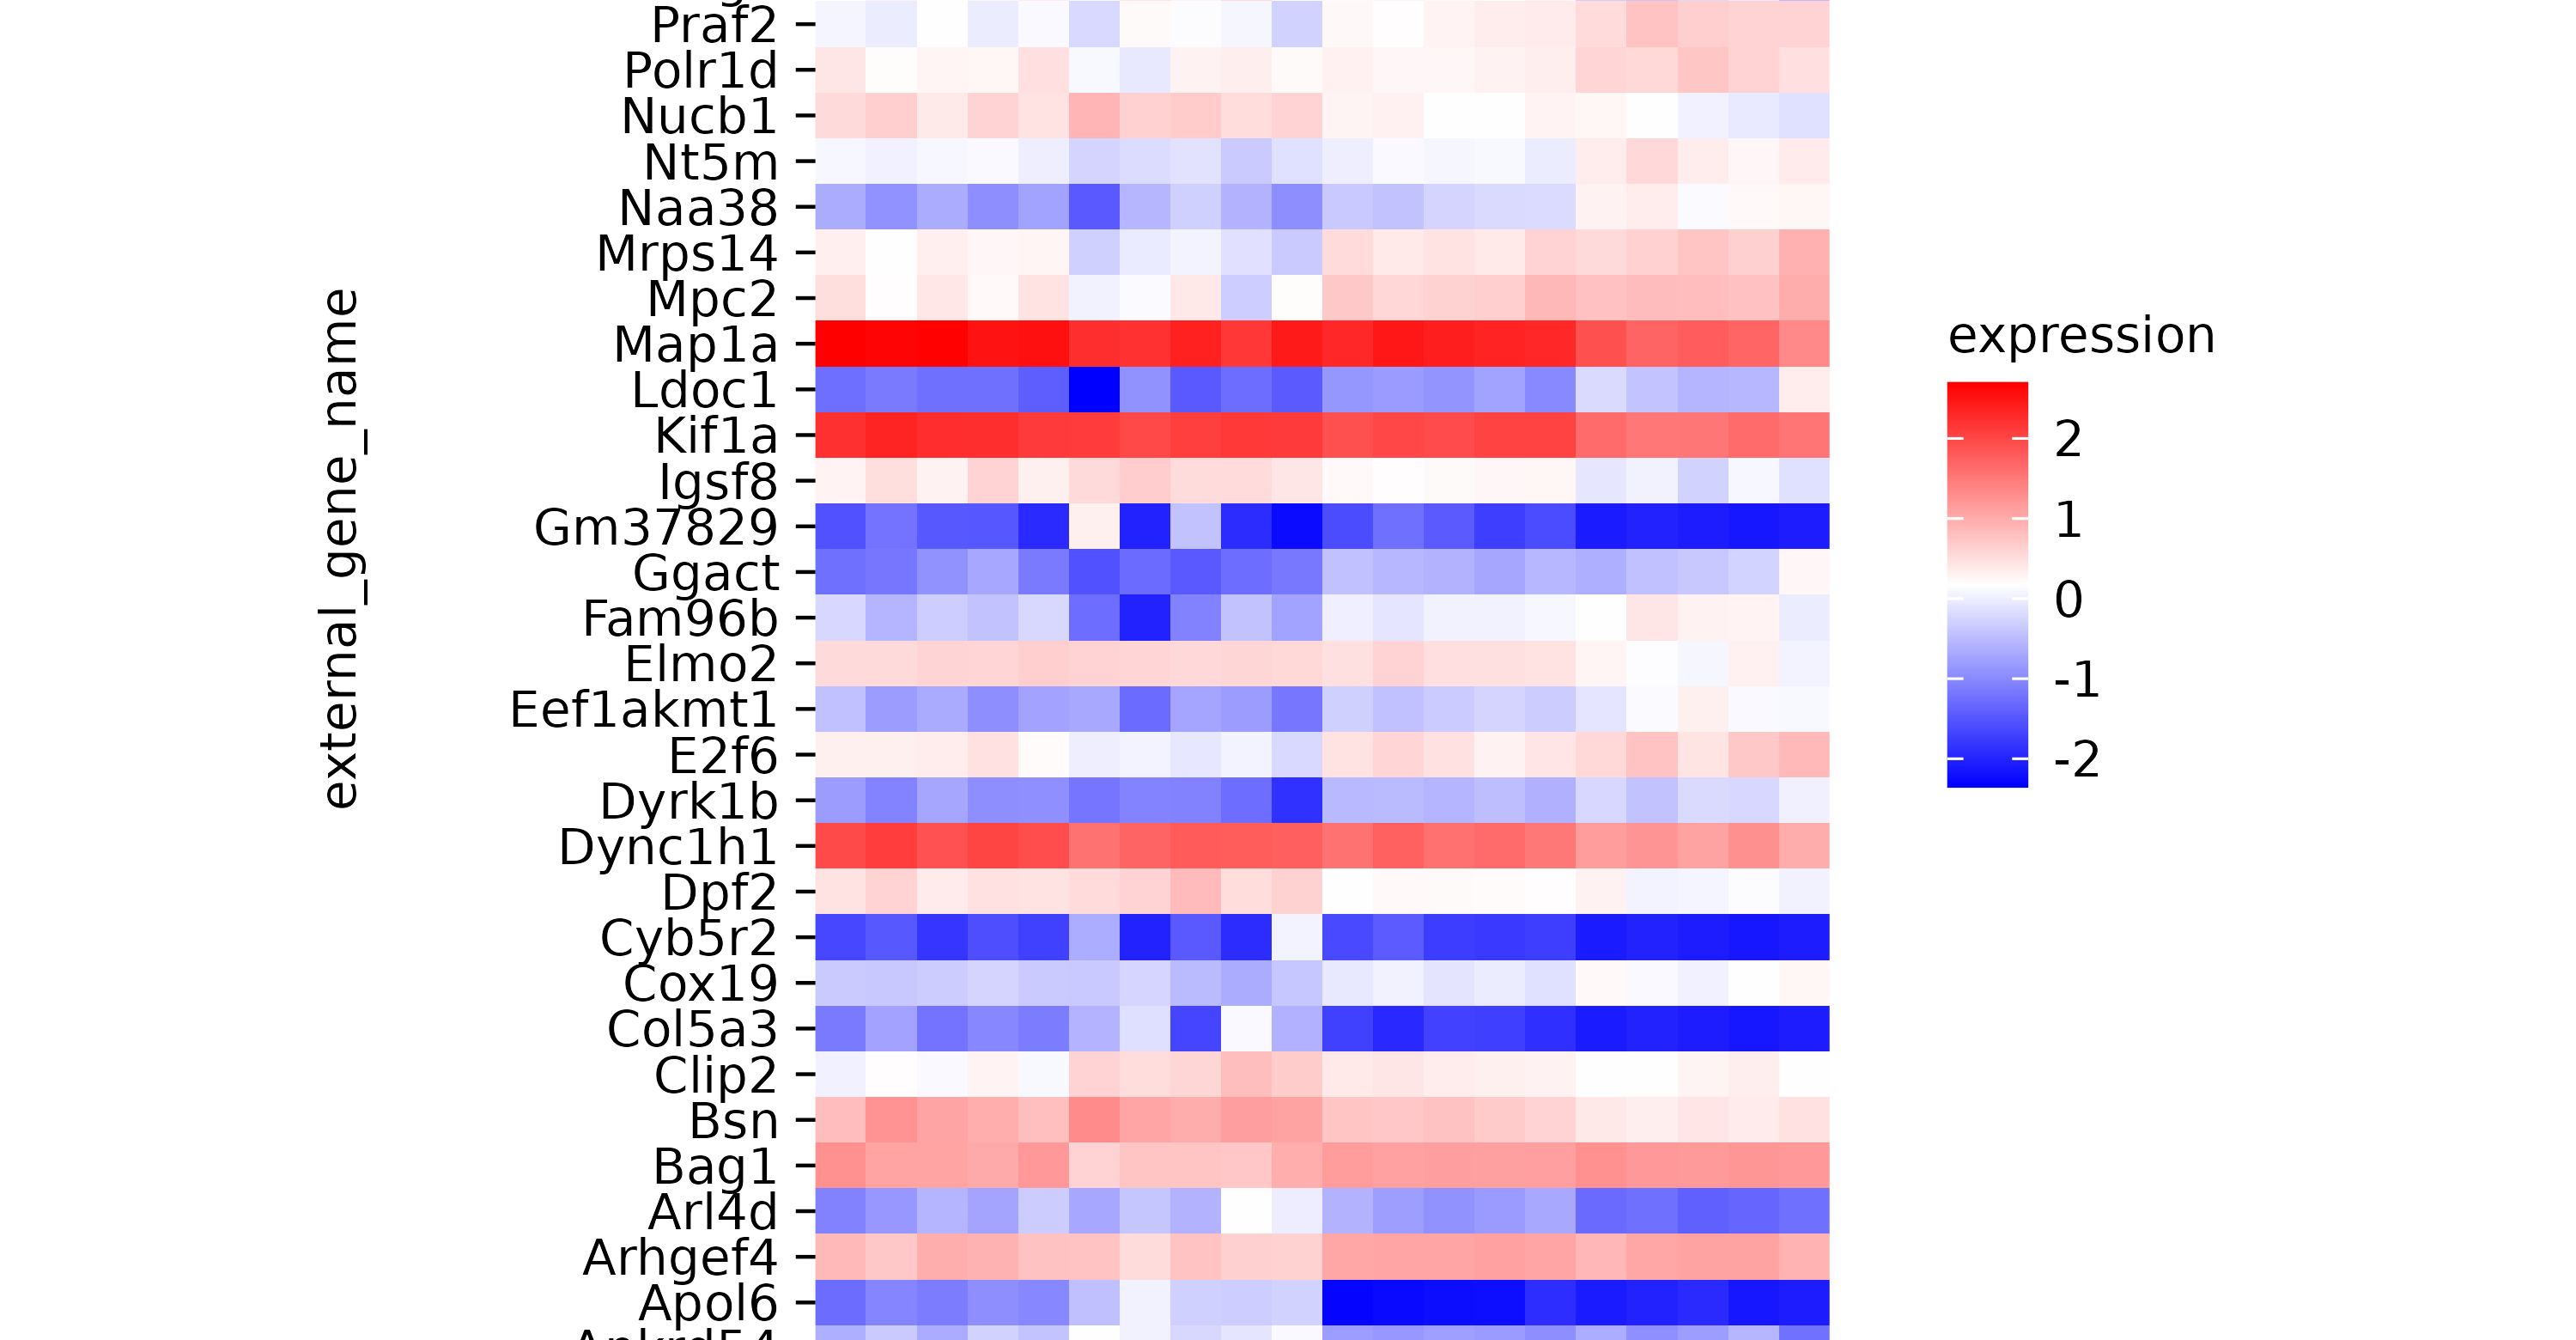 Praf2
Polr1d
Nucb1
Nt5m
Naa38
Mrps14
Mpc2
Map1a
Ldoc1
Kif1a
Igsf8
Gm37829
Ggact
Fam96b
Elmo2
Eef1akmt1
E2f6
Dyrk1b
Dync1h1
Dpf2
Cyb5r2
Cox19
Col5a3
Clip2
Bsn
Bag1
Arl4d
Arhgef4
Apol6
external_gene_name
expression
2
1
0
-1
-2